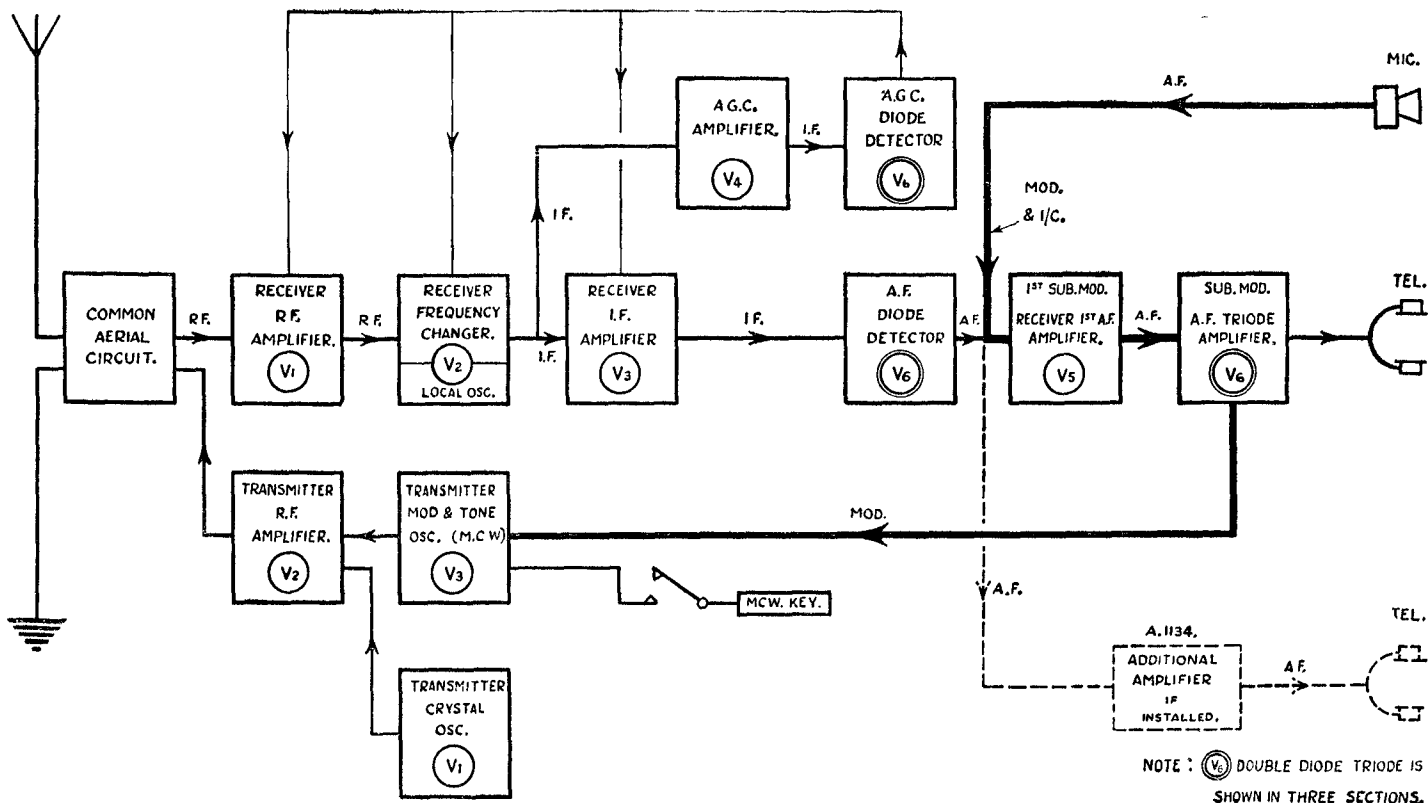 MIC.
A.F.
A.G.C.
AMPLIFIER.
V4
I.F.
A.G.C.
DIODE
DETECTOR
V6
MOD.
& I/C.
I F.
COMMON
AERIAL
CIRCUIT.
R F.
RECEIVER
R.F.
AMPLIFIER.
V1
R F.
RECEIVER
FREQUENCY
CHANGER.
V2
LOCAL OSC.
I.F.
RECEIVER
I.F.
AMPLIFIER
V3
I F.
A.F.
DIODE
DETECTOR
V6
A F.
1ST SUB.MOD.
RECEIVER 1ST A.F.
AMPLIFIER.
V5
A.F.
SUB. MOD.
A.F. TRIODE
AMPLIFIER.
V6
TEL.
TRANSMITTER
R.F.
AMPLIFIER.
V2
TRANSMITTER
MOD & TONE
OSC. (M.C W)
V3
MOD.
MCW. KEY.
A.F.
TRANSMITTER
CRYSTAL
OSC.
V1
A.1134.
ADDITIONAL
AMPLIFIER
IF
INSTALLED.
A F.
TEL.
NOTE : V6 DOUBLE DIODE TRIODE IS
SHOWN IN THREE SECTIONS.